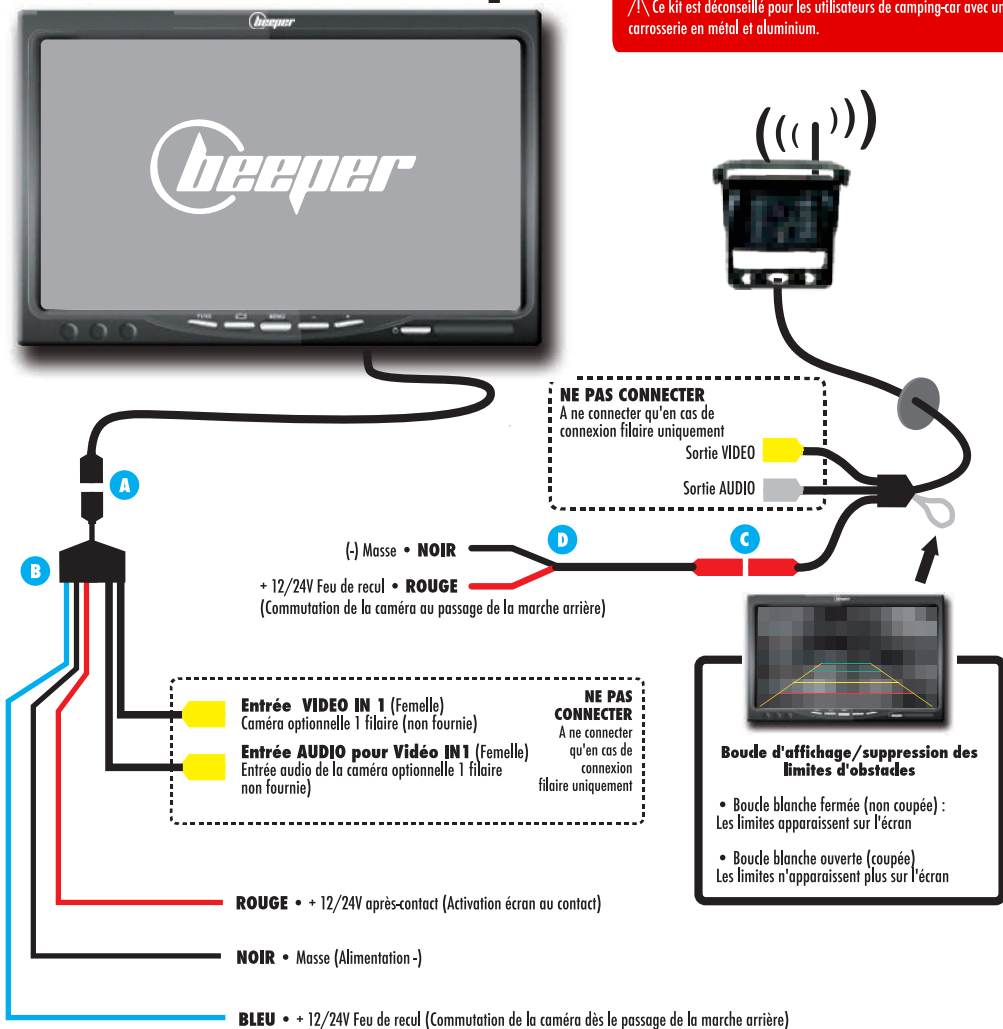 beeper
/!\ Ce kit est déconseillé pour les utilisateurs de camping-car avec un
carrosserie en métal et aluminium.
beeper
MENU
-
+
NE PAS CONNECTER
A ne connecter qu'en cas de
connexion filaire uniquement
Sortie VIDEO
Sortie AUDIO
A
B
C
D
(-) Masse • NOIR
+ 12/24V Feu de recul • ROUGE
(Commutation de la caméra au passage de la marche arrière)
Entrée VIDEO IN 1 (Femelle)
Caméra optionnelle 1 filaire (non fournie)
Entrée AUDIO pour Vidéo IN1 (Femelle)
Entrée audio de la caméra optionnelle 1 filaire
non fournie)
NE PAS
CONNECTER
A ne connecter
qu'en cas de
connexion
filaire uniquement
beeper
Boucle d'affichage/suppression des
limites d'obstacles
• Boucle blanche fermée (non coupée) :
Les limites apparaissent sur l'écran
• Boucle blanche ouverte (coupée)
Les limites n'apparaissent plus sur l'écran
ROUGE • + 12/24V après-contact (Activation écran au contact)
NOIR • Masse (Alimentation -)
BLEU • + 12/24V Feu de recul (Commutation de la caméra dès le passage de la marche arrière)